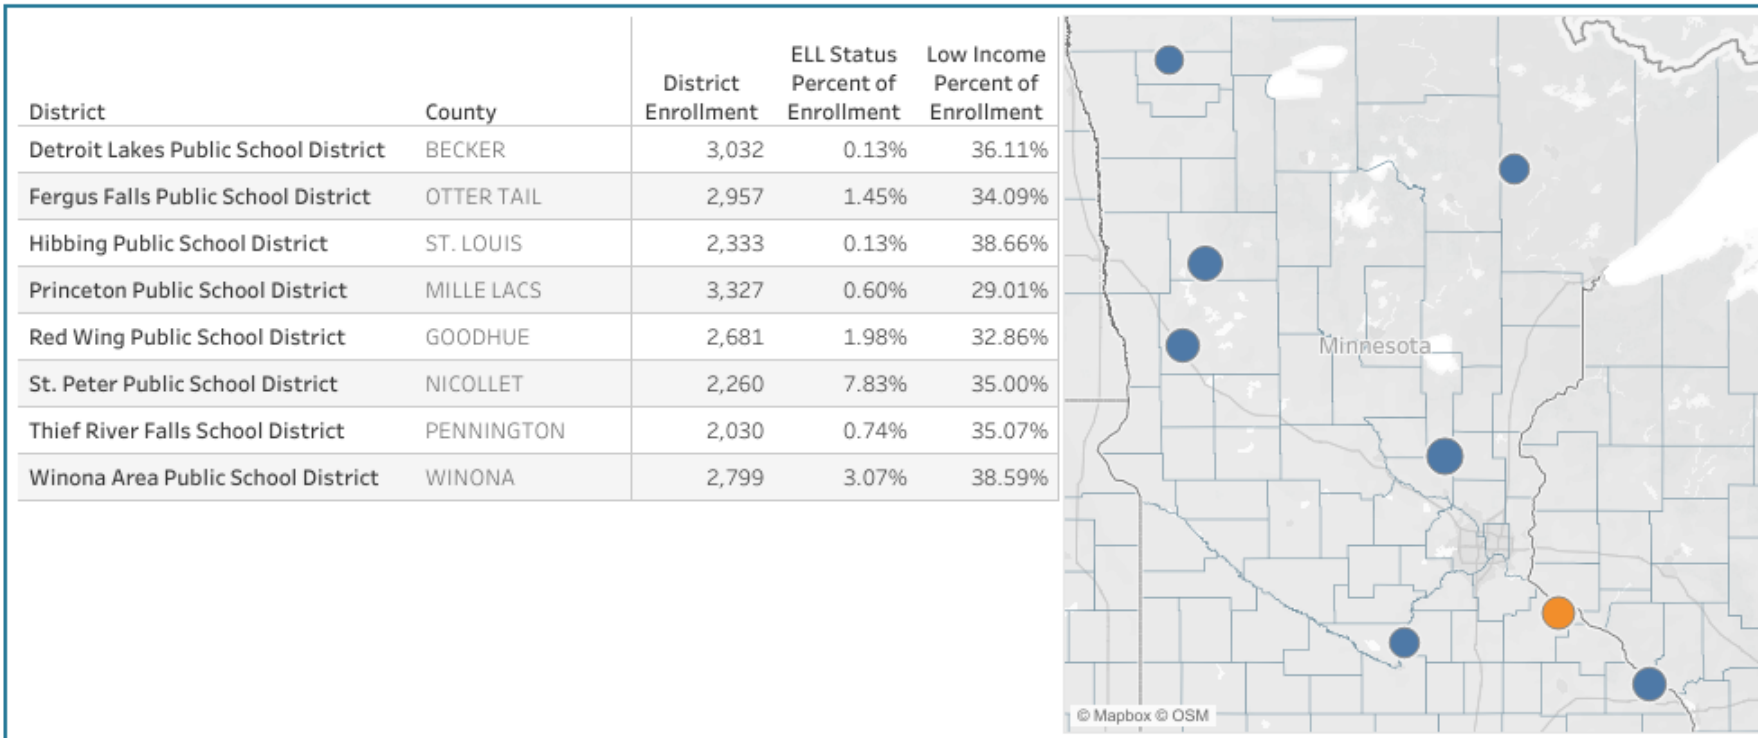 ELL Status Low Income
District Percent of Percent of
District County Enrollment Enrollment Enrollment
Detroit Lakes Public School District BECKER 3,032 0.13% 36.11%
Fergus Falls Public School District OTTER TAIL 2,957 1.45% 34.09%
Hibbing Public School District ST. LOUIS 2,333 0.13% 38.66%
Princeton Public School District MILLE LACS 3,327 0.60% 29.01%
Red Wing Public School District GOODHUE 2,681 1.98% 32.86%
St. Peter Public School District NICOLLET 2,260 7.83% 35.00%
Thief River Falls School District PENNINGTON 2,030 0.74% 35.07%
Winona Area Public School District WINONA 2,799 3.07% 38.59%
Minnesota
© Mapbox © OSM